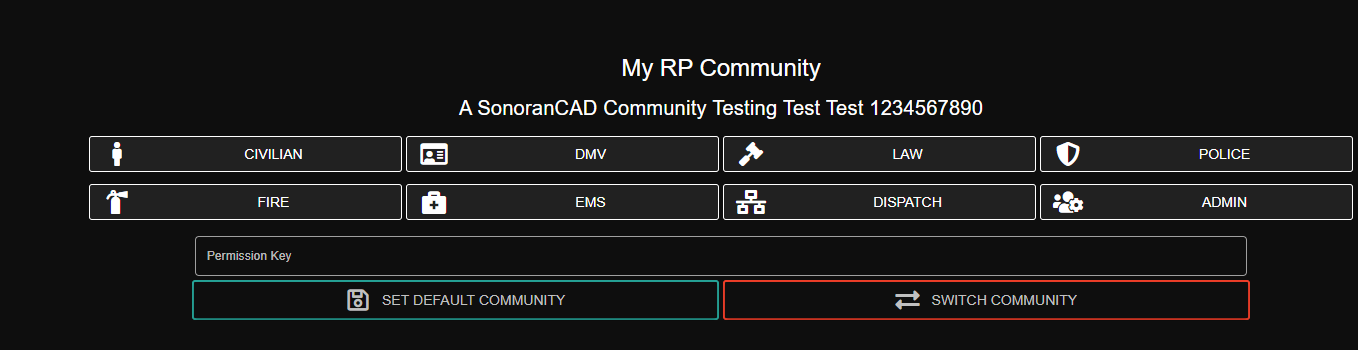 My RP Community
A SonoranCAD Community Testing Test Test 1234567890
CIVILIAN
DMV
LAW
POLICE
FIRE
EMS
DISPATCH
ADMIN
Permission Key
SET DEFAULT COMMUNITY
SWITCH COMMUNITY